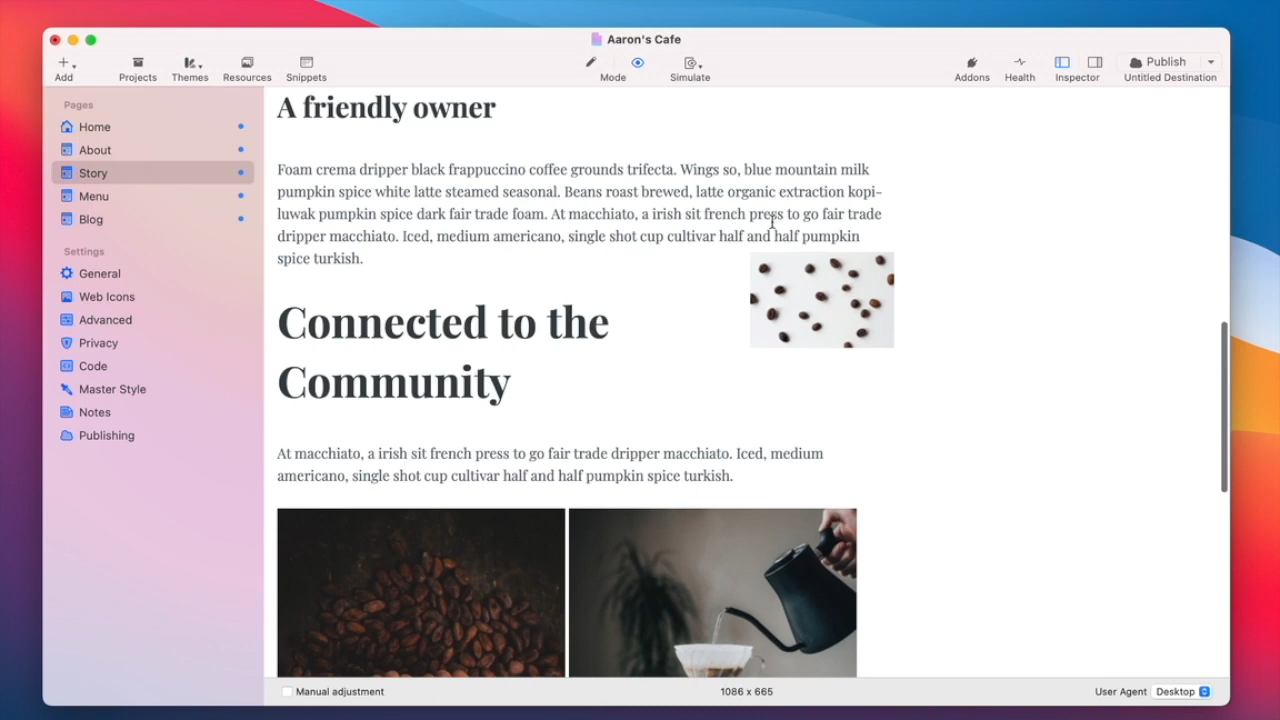 Aaron's Cafe
Add
Projects
Themes
Resources
Snippets
Mode
Simulate
Addons
Health
Inspector
Publish
Untitled Destination
Pages
Home
About
Story
Menu
Blog
Settings
General
Web Icons
Advanced
Privacy
Code
Master Style
Notes
Publishing
A friendly owner
Foam crema dripper black frappuccino coffee grounds trifecta. Wings so, blue mountain milk
pumpkin spice white latte steamed seasonal. Beans roast brewed, latte organic extraction kopi-
luwak pumpkin spice dark fair trade foam. At macchiato, a irish sit french press to go fair trade
dripper macchiato. Iced, medium americano, single shot cup cultivar half and half pumpkin
spice turkish.
Connected to the
Community
At macchiato, a irish sit french press to go fair trade dripper macchiato. Iced, medium
americano, single shot cup cultivar half and half pumpkin spice turkish.
Manual adjustment
1086 x 665
User Agent
Desktop